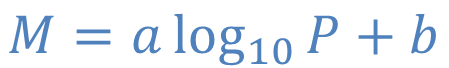 M = a log₁₀ P + b